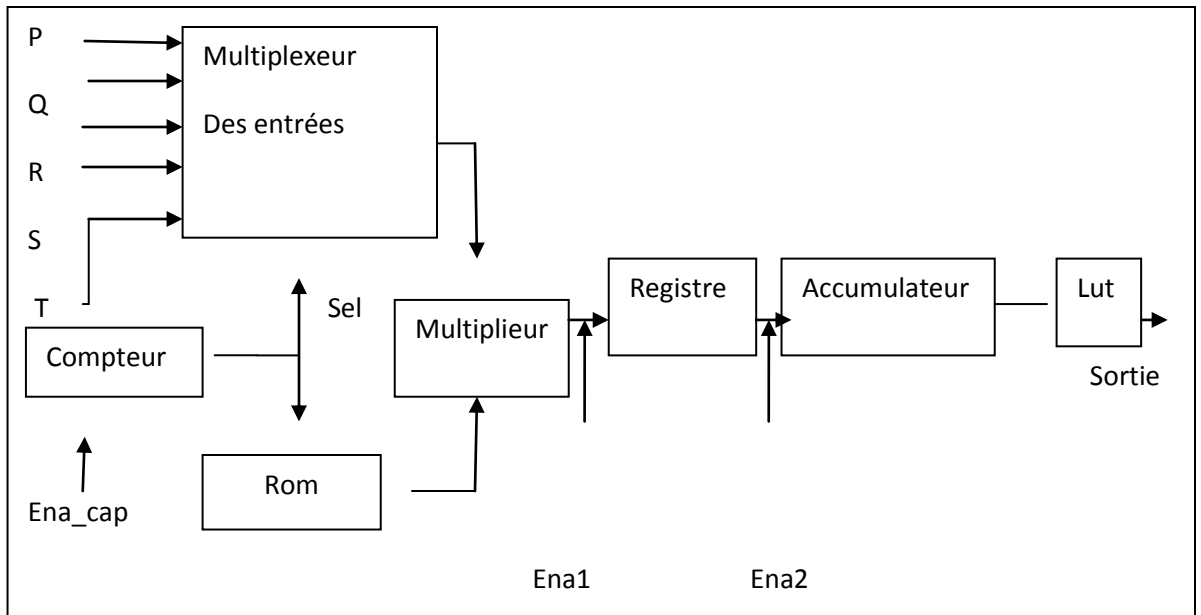 P
Multiplexeur
Q
Des entrées
R
S
T
Sel
Registre
Accumulateur
Lut
Multiplieur
Compteur
Sortie
Rom
Ena_cap
Ena1
Ena2